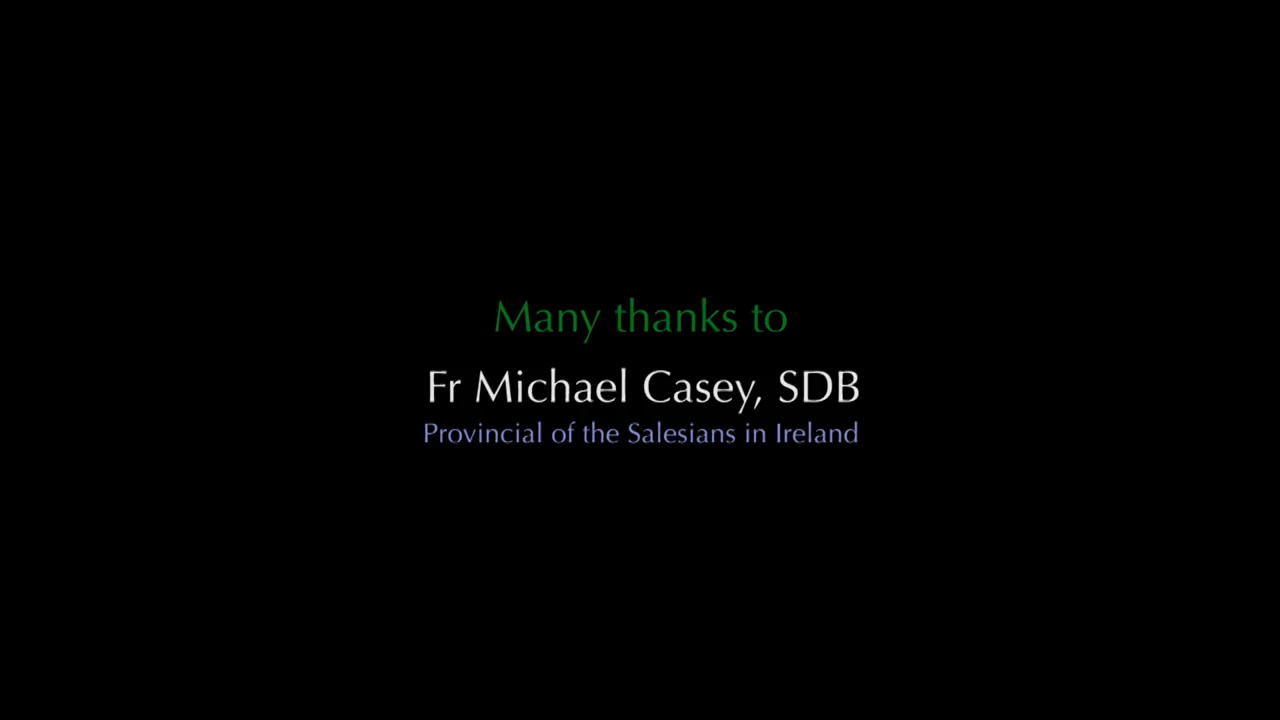 Many thanks to
Fr Michael Casey, SDB
Provincial of the Salesians in Ireland